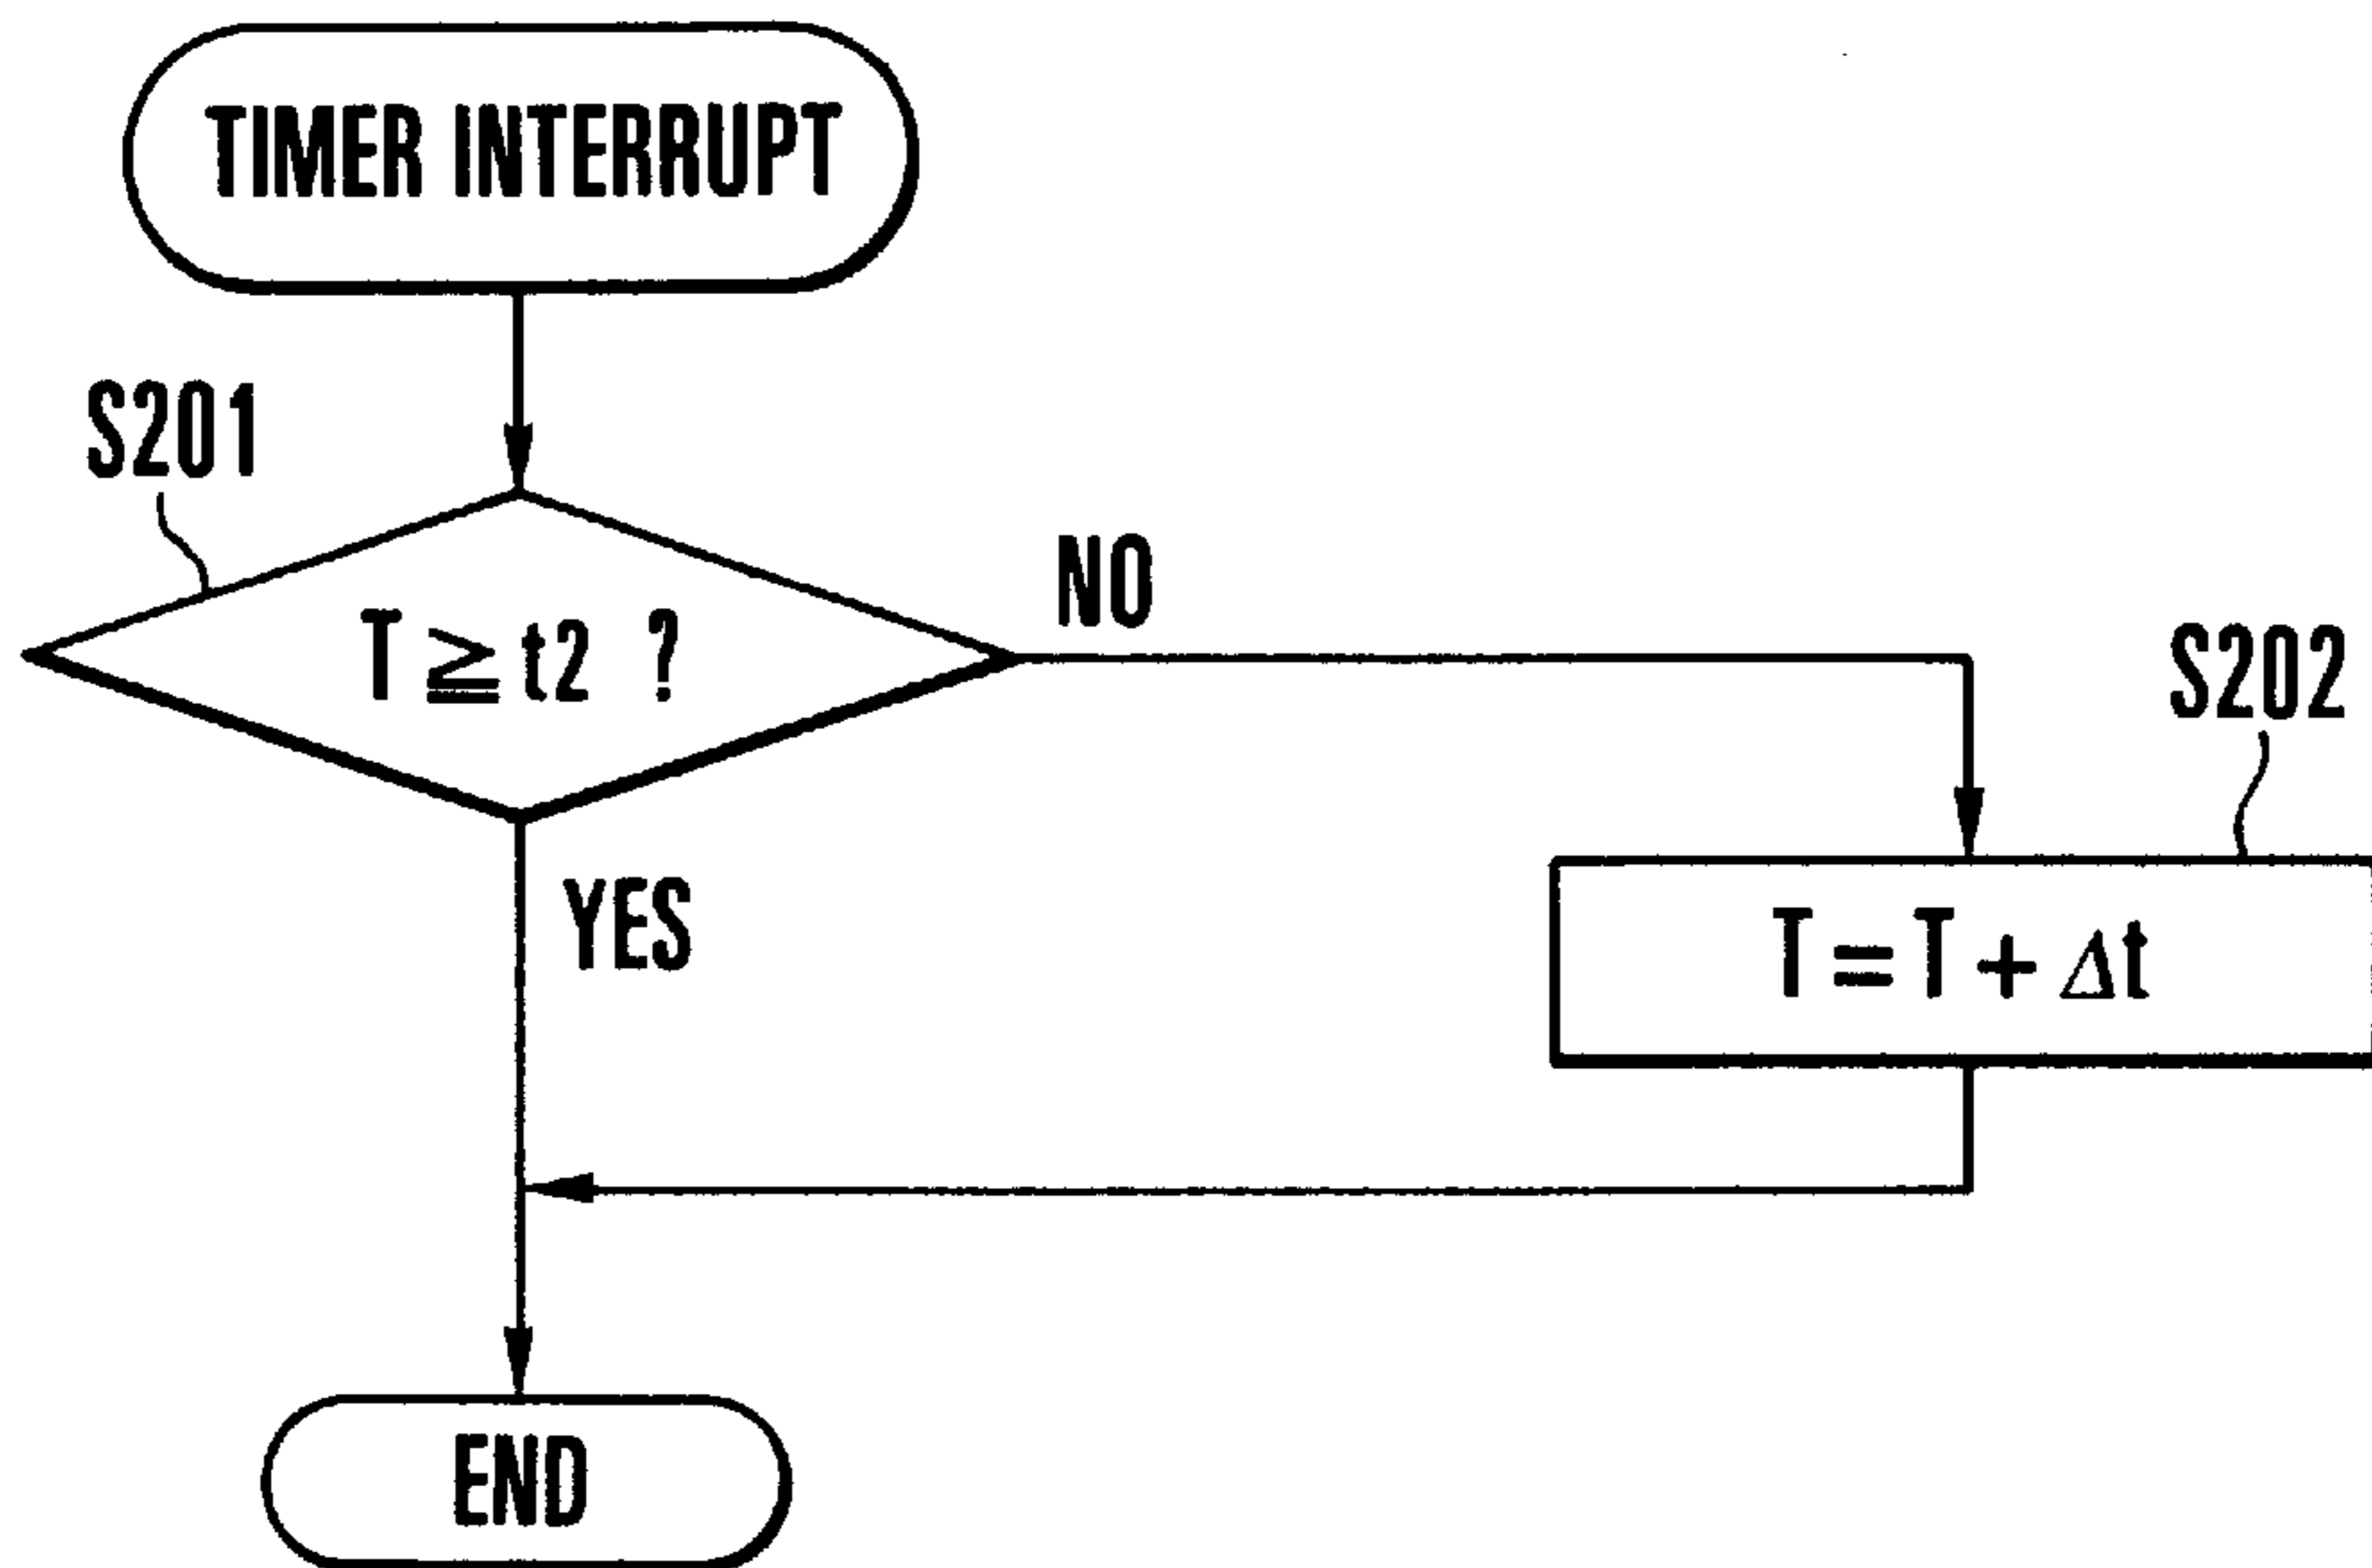 TIMER INTERRUPT
S201
T ≧ t2 ?
NO
S202
YES
T = T + Δt
END